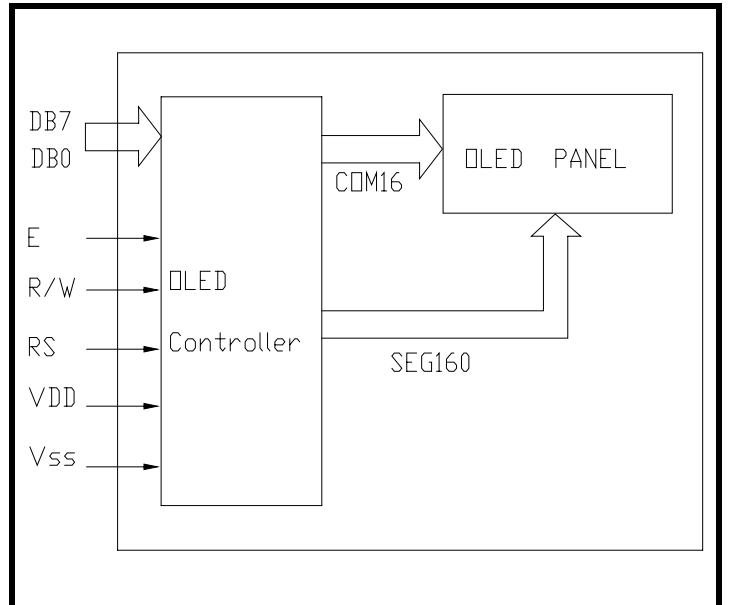 DB7
DB0
E
R/W
RS
VDD
Vss
OLED
Controller
COM16
SEG160
OLED PANEL